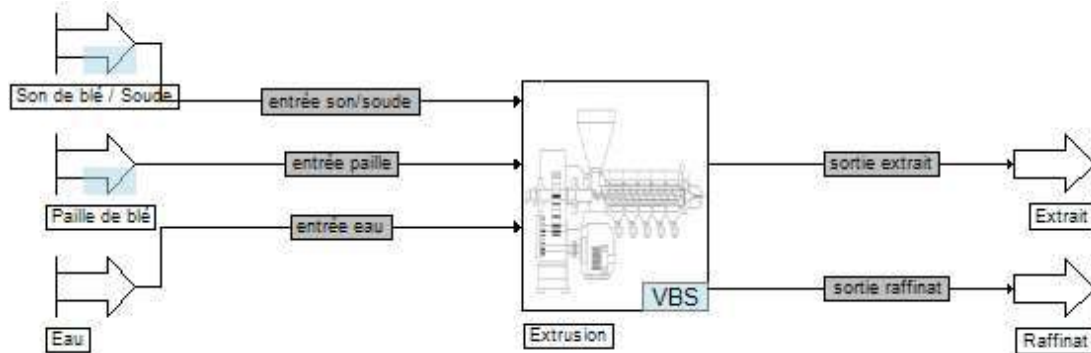 Son de blé / Soude
entrée son/soude
entrée paille
sortie extrait
Paille de blé
Extrait
entrée eau
VBS
sortie raffinat
Eau
Extrusion
Raffinat